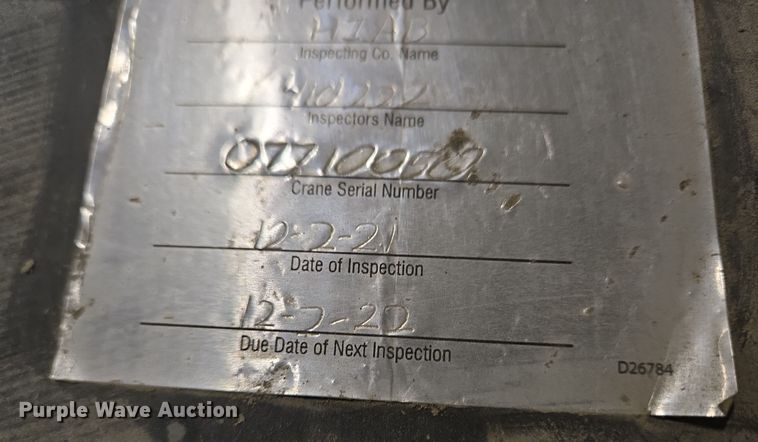 Performed By
HIAB
Inspecting Co. Name
Inspectors Name
Crane Serial Number
12-2-21
Date of Inspection
12-2-22
Due Date of Next Inspection
D26784
Purple Wave Auction